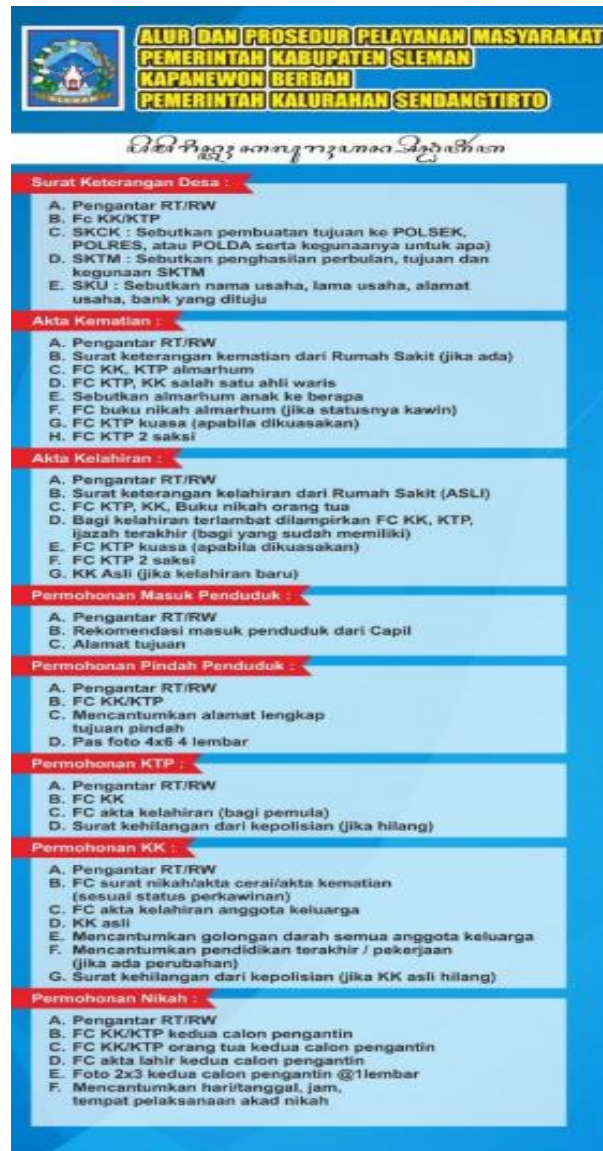 SLEMAN
ALUR DAN PROSEDUR PELAYANAN MASYARAKAT
PEMERINTAH KABUPATEN SLEMAN
KAPANEWON BERBAH
PEMERINTAH KALURAHAN SENDANGTIRTO
Surat Keterangan Desa :
A. Pengantar RT/RW
B. Fc KK/KTP
C. SKCK : Sebutkan pembuatan tujuan ke POLSEK,
POLRES, atau POLDA serta kegunaanya untuk apa)
D. SKTM : Sebutkan penghasilan perbulan, tujuan dan
kegunaan SKTM
E. SKU : Sebutkan nama usaha, lama usaha, alamat
usaha, bank yang dituju
Akta Kematian :
A. Pengantar RT/RW
B. Surat keterangan kematian dari Rumah Sakit (jika ada)
C. FC KK, KTP almarhum
D. FC KTP, KK salah satu ahli waris
E. Sebutkan almarhum anak ke berapa
F. FC buku nikah almarhum (jika statusnya kawin)
G. FC KTP kuasa (apabila dikuasakan)
H. FC KTP 2 saksi
Akta Kelahiran :
A. Pengantar RT/RW
B. Surat keterangan kelahiran dari Rumah Sakit (ASLI)
C. FC KTP, KK, Buku nikah orang tua
D. Bagi kelahiran terlambat dilampirkan FC KK, KTP,
ijazah terakhir (bagi yang sudah memiliki)
E. FC KTP kuasa (apabila dikuasakan)
F. FC KTP 2 saksi
G. KK Asli (jika kelahiran baru)
Permohonan Masuk Penduduk :
A. Pengantar RT/RW
B. Rekomendasi masuk penduduk dari Capil
C. Alamat tujuan
Permohonan Pindah Penduduk :
A. Pengantar RT/RW
B. FC KK/KTP
C. Mencantumkan alamat lengkap
tujuan pindah
D. Pas foto 4x6 4 lembar
Permohonan KTP :
A. Pengantar RT/RW
B. FC KK
C. FC akta kelahiran (bagi pemula)
D. Surat kehilangan dari kepolisian (jika hilang)
Permohonan KK :
A. Pengantar RT/RW
B. FC surat nikah/akta cerai/akta kematian
(sesuai status perkawinan)
C. FC akta kelahiran anggota keluarga
D. KK asli
E. Mencantumkan golongan darah semua anggota keluarga
F. Mencantumkan pendidikan terakhir / pekerjaan
(jika ada perubahan)
G. Surat kehilangan dari kepolisian (jika KK asli hilang)
Permohonan Nikah :
A. Pengantar RT/RW
B. FC KK/KTP kedua calon pengantin
C. FC KK/KTP orang tua kedua calon pengantin
D. FC akta lahir kedua calon pengantin
E. Foto 2x3 kedua calon pengantin @1lembar
F. Mencantumkan hari/tanggal, jam,
tempat pelaksanaan akad nikah